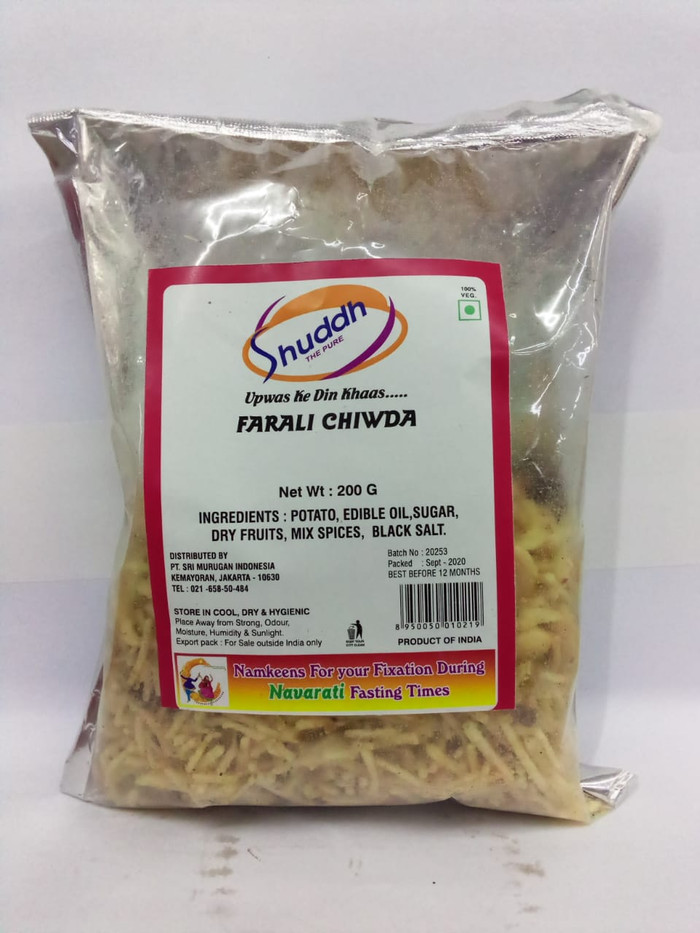 Shuddh
THE PURE
100%
VEG.
Upwas Ke Din Khaas.....
FARALI CHIWDA
Net Wt : 200 G
INGREDIENTS : POTATO, EDIBLE OIL,SUGAR,
DRY FRUITS, MIX SPICES, BLACK SALT.
DISTRIBUTED BY
PT. SRI MURUGAN INDONESIA
KEMAYORAN, JAKARTA - 10630
TEL : 021 -658-50-484
Batch No : 20253
Packed : Sept - 2020
BEST BEFORE 12 MONTHS
STORE IN COOL, DRY & HYGIENIC
Place Away from Strong, Odour,
Moisture, Humidity & Sunlight.
Export pack : For Sale outside India only
KEEP YOUR
CITY CLEAN
8 950050 010219
PRODUCT OF INDIA
Namkeens For your Fixation During
Navarati Fasting Times